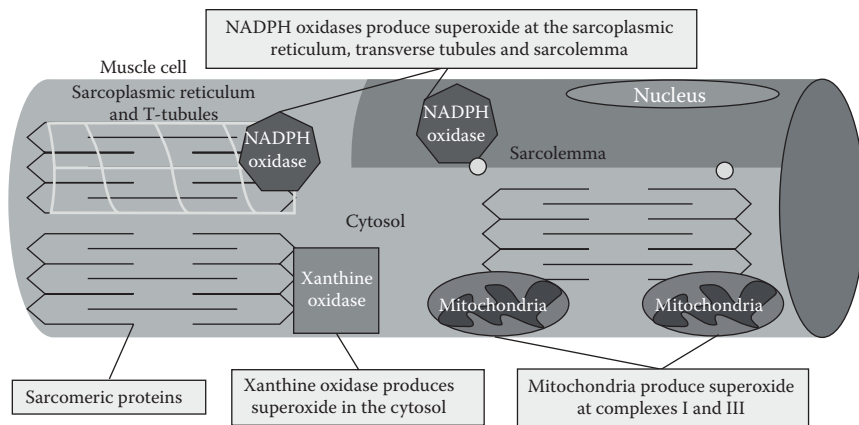 NADPH oxidases produce superoxide at the sarcoplasmic
reticulum, transverse tubules and sarcolemma
Muscle cell
Sarcoplasmic reticulum
and T-tubules
NADPH
oxidase
NADPH
oxidase
Nucleus
Sarcolemma
Cytosol
Xanthine
oxidase
Mitochondria
Mitochondria
Sarcomeric proteins
Xanthine oxidase produces
superoxide in the cytosol
Mitochondria produce superoxide
at complexes I and III